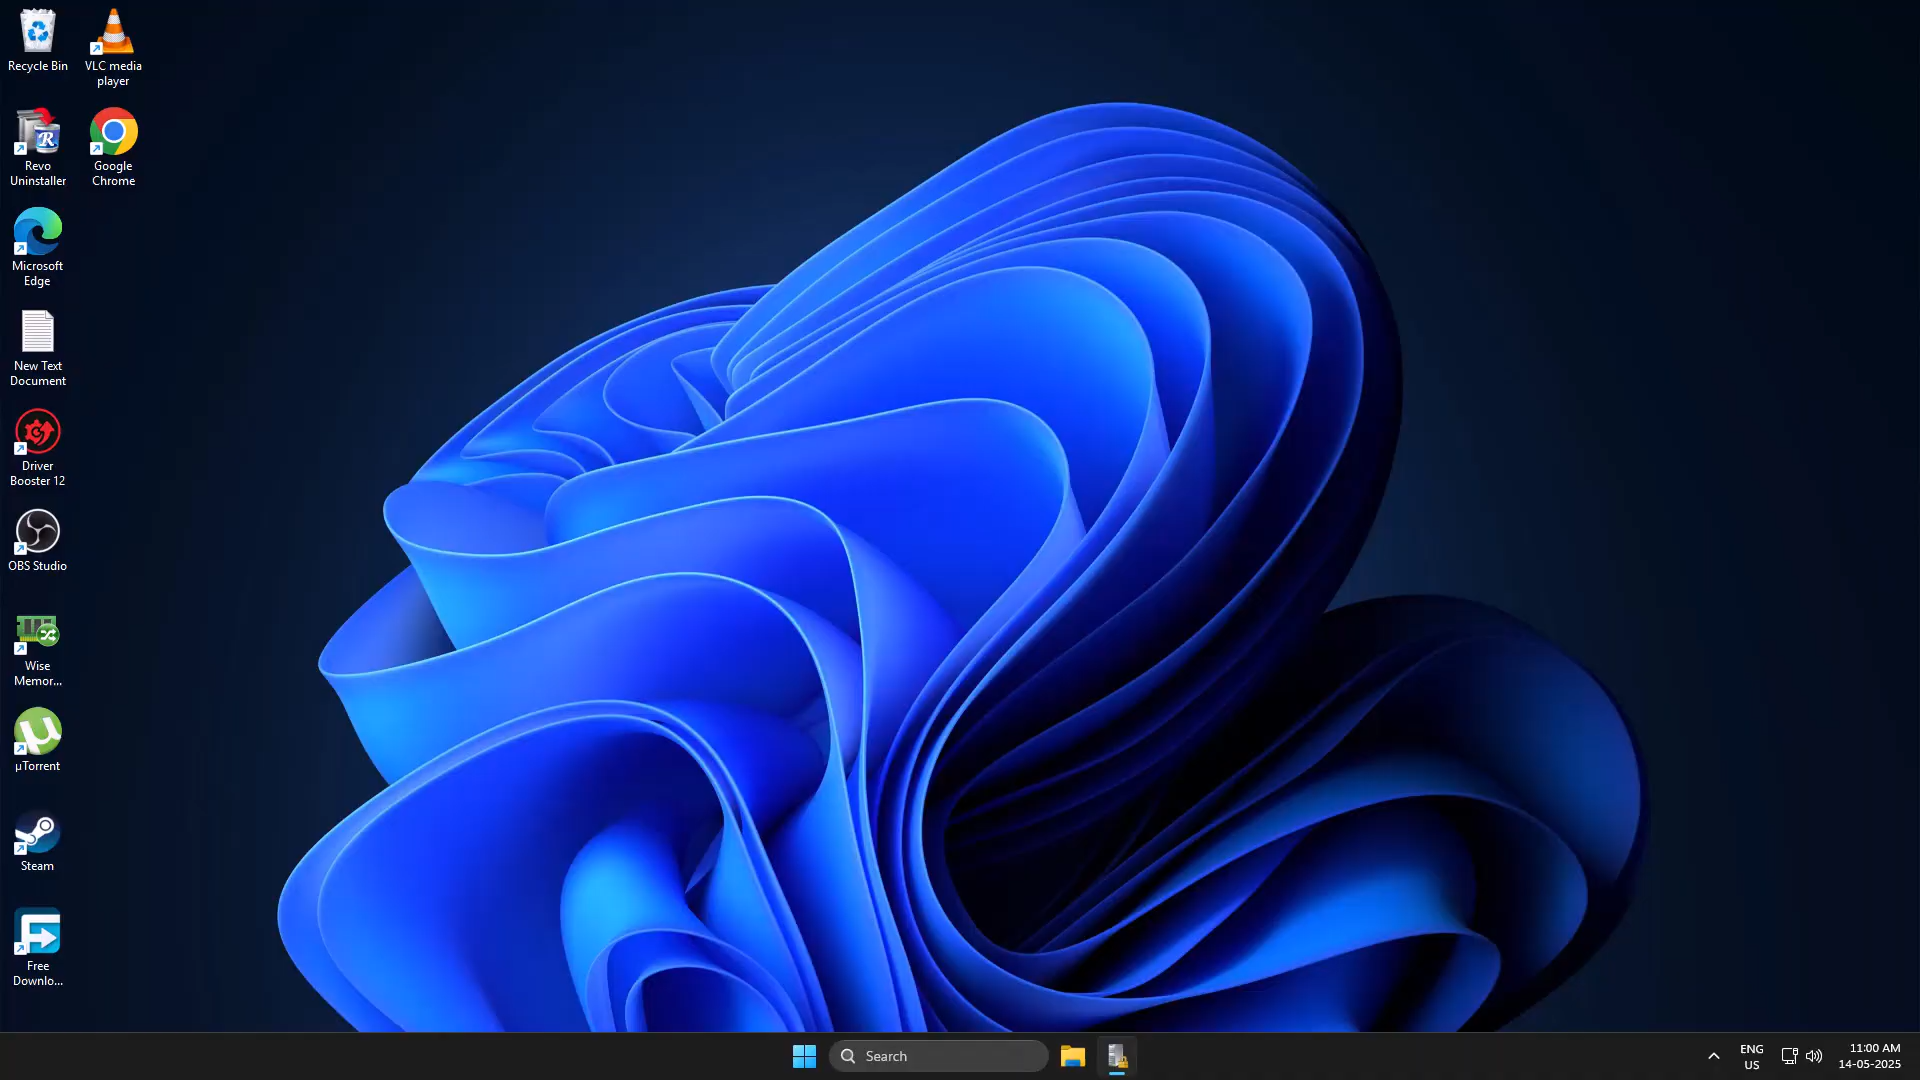 Recycle Bin
VLC media
player
Revo
Uninstaller
Google
Chrome
Microsoft
Edge
New Text
Document
Driver
Booster 12
OBS Studio
Wise
Memor...
µTorrent
Steam
Free
Downlo...
Search
ENG
US
11:00 AM
14-05-2025